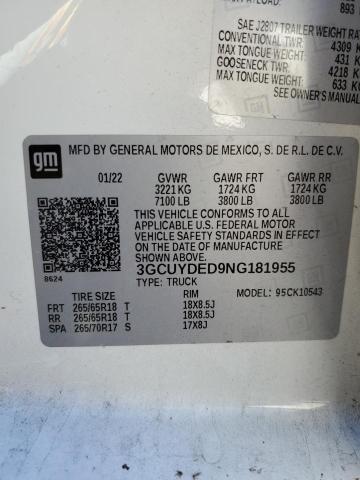 893
SAE J2807 TRAILER WEIGHT RA
CONVENTIONAL TWR: 4309 K
MAX TONGUE WEIGHT: 431 K
GOOSENECK TWR: 4218 K
MAX TONGUE WEIGHT: 633 K
SEE OWNER'S MANUAL
gm
MFD BY GENERAL MOTORS DE MEXICO, S. DE R.L. DE C.V.
01/22 GVWR GAWR FRT GAWR RR
3221 KG 1724 KG 1724 KG
7100 LB 3800 LB 3800 LB
THIS VEHICLE CONFORMS TO ALL
APPLICABLE U.S. FEDERAL MOTOR
VEHICLE SAFETY STANDARDS IN EFFECT ON
THE DATE OF MANUFACTURE SHOWN ABOVE.
3GCUYDED9NG181955
8624
TYPE: TRUCK
TIRE SIZE RIM MODEL: 95CK10543
FRT 265/65R18 T 18X8.5J
RR 265/65R18 T 18X8.5J
SPA 265/70R17 S 17X8J